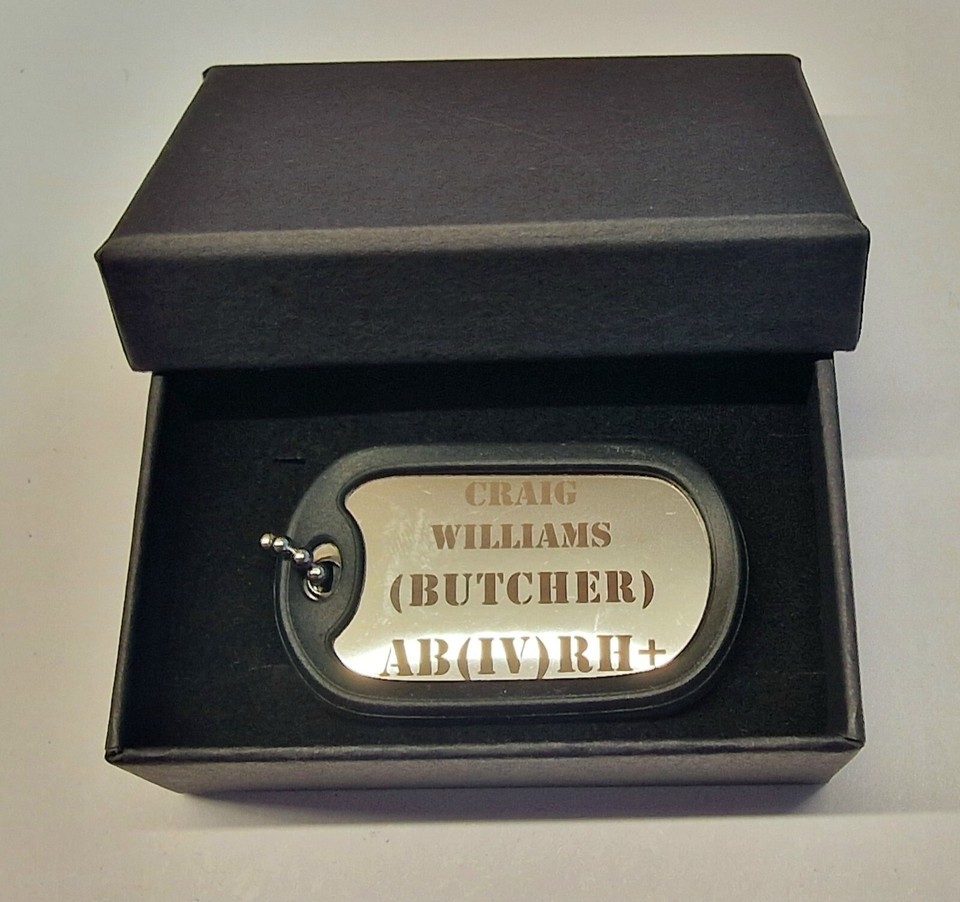 CRAIG
WILLIAMS
(BUTCHER)
AB(IV)RH+